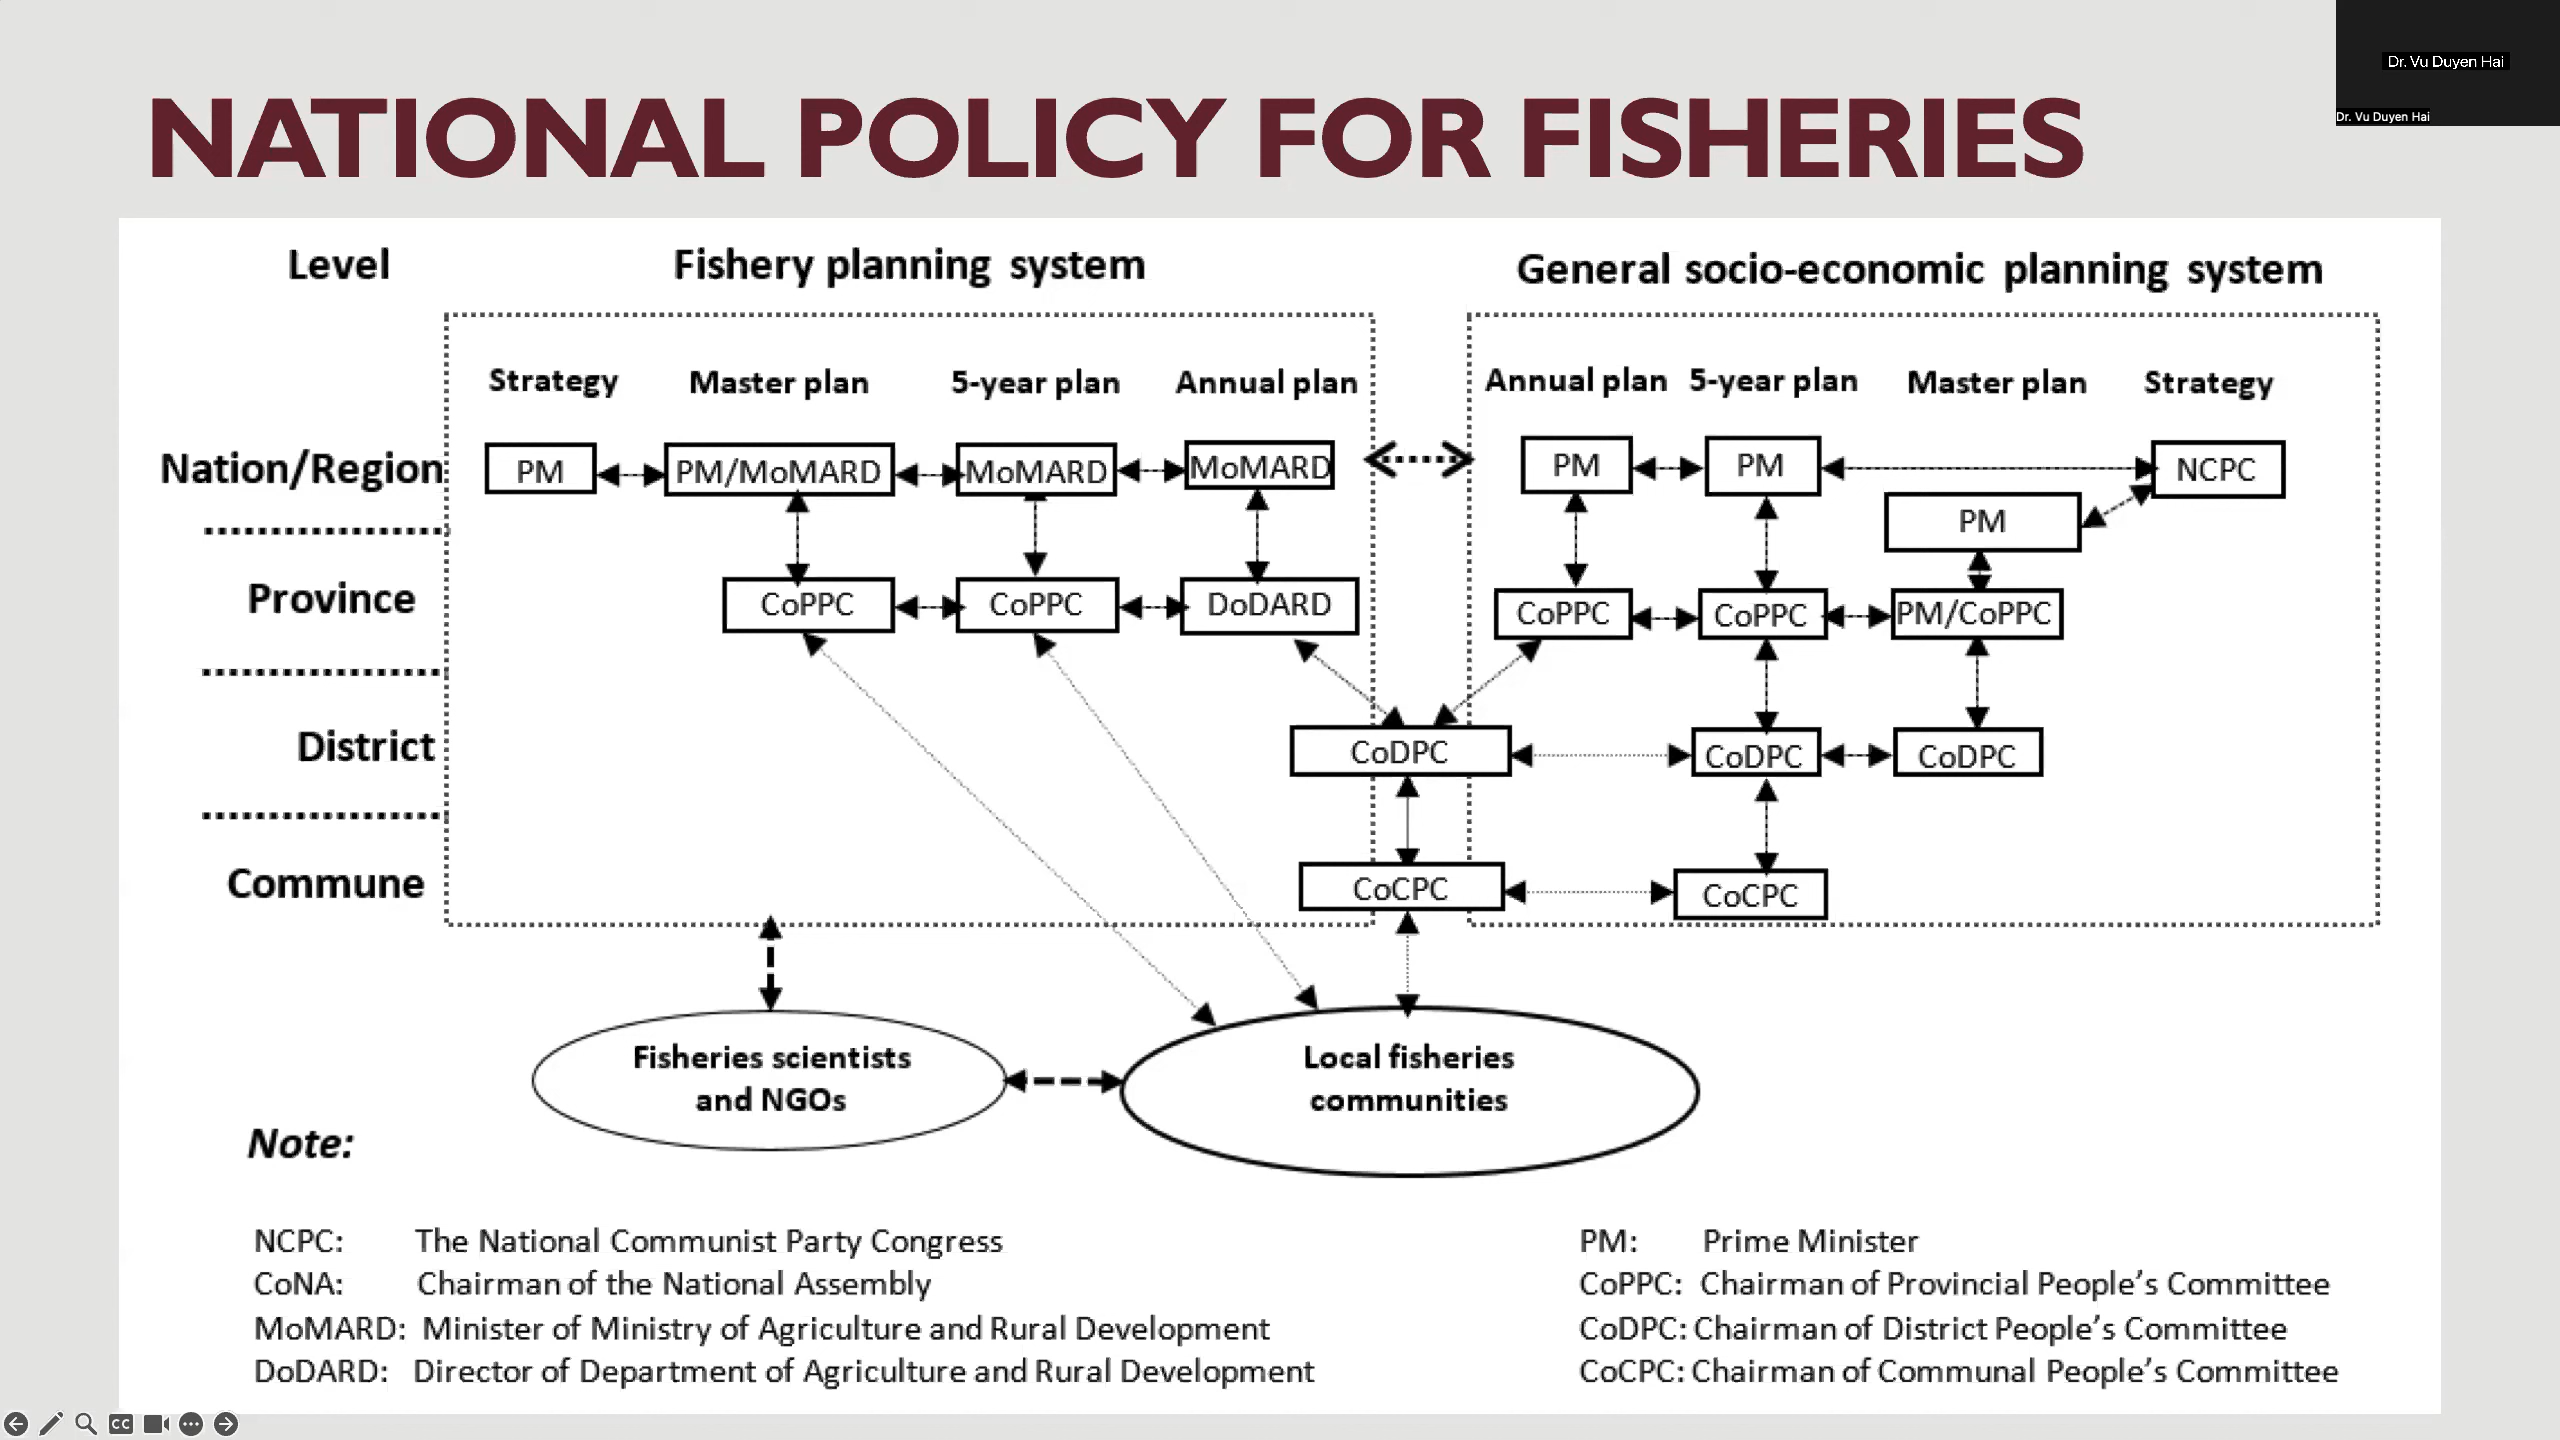 Dr. Vu Duyen Hai
Dr. Vu Duyen Hai
NATIONAL POLICY FOR FISHERIES
Level
Fishery planning system
General socio-economic planning system
Strategy
Master plan
5-year plan
Annual plan
Annual plan
5-year plan
Master plan
Strategy
Nation/Region
PM
PM/MoMARD
MoMARD
MoMARD
PM
PM
NCPC
PM
Province
CoPPC
CoPPC
DoDARD
CoPPC
CoPPC
PM/CoPPC
District
CoDPC
CoDPC
CoDPC
Commune
CoCPC
CoCPC
Fisheries scientists
and NGOs
Local fisheries
communities
Note:
NCPC: The National Communist Party Congress
CoNA: Chairman of the National Assembly
MoMARD: Minister of Ministry of Agriculture and Rural Development
DoDARD: Director of Department of Agriculture and Rural Development
PM: Prime Minister
CoPPC: Chairman of Provincial People's Committee
CoDPC: Chairman of District People's Committee
CoCPC: Chairman of Communal People's Committee
CC